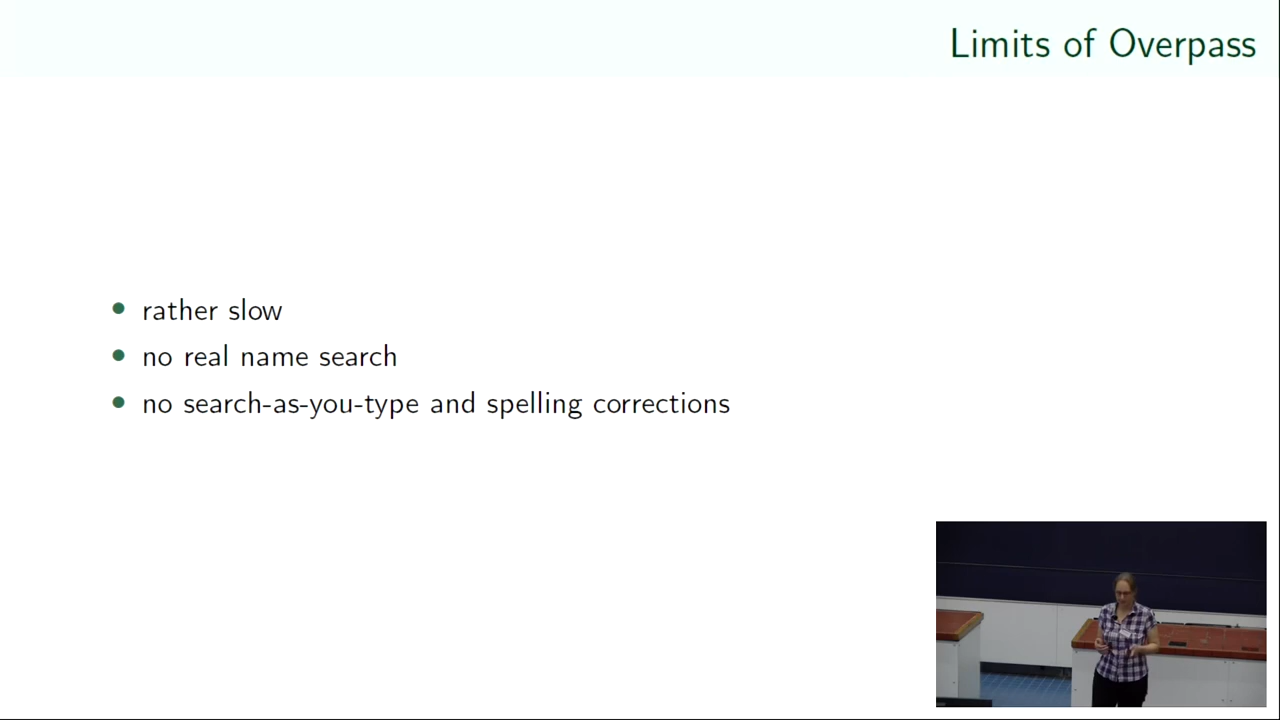 Limits of Overpass
rather slow
no real name search
no search-as-you-type and spelling corrections